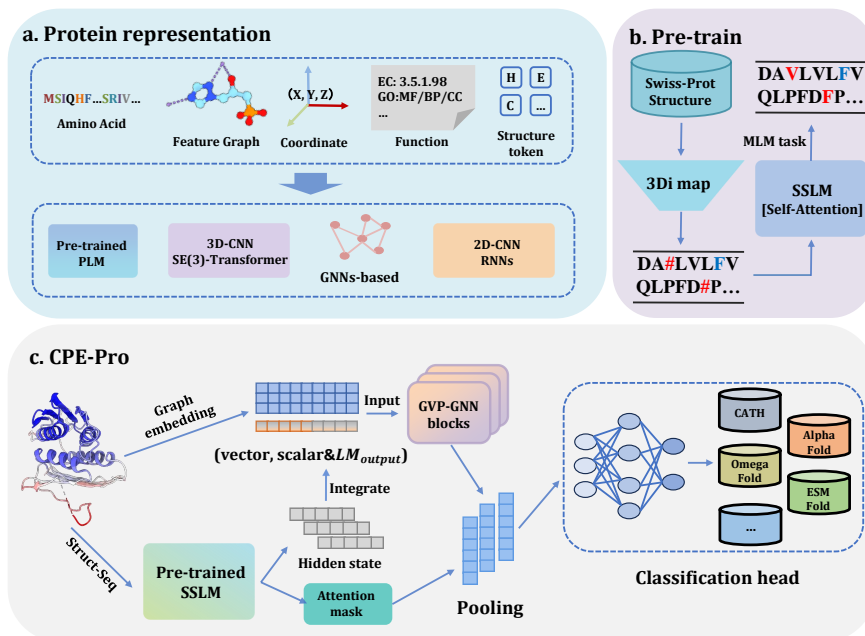 a. Protein representation
MSIQHF...SRIV...
Amino Acid
Feature Graph
(X, Y, Z)
Coordinate
EC: 3.5.1.98
GO:MF/BP/CC
...
Function
H
E
C
...
Structure
token
Pre-trained
PLM
3D-CNN
SE(3)-Transformer
GNNs-based
2D-CNN
RNNs
b. Pre-train
Swiss-Prot
Structure
3Di map
DA#LVLFV
QLPFD#P...
DAVLVLFV
QLPFDFP...
MLM task
SSLM
[Self-Attention]
c. CPE-Pro
Graph
embedding
Struct-Seq
Input
GVP-GNN
blocks
(vector, scalar&LMoutput)
Integrate
Hidden state
Pre-trained
SSLM
Attention
mask
Pooling
CATH
Alpha
Fold
Omega
Fold
ESM
Fold
...
Classification head